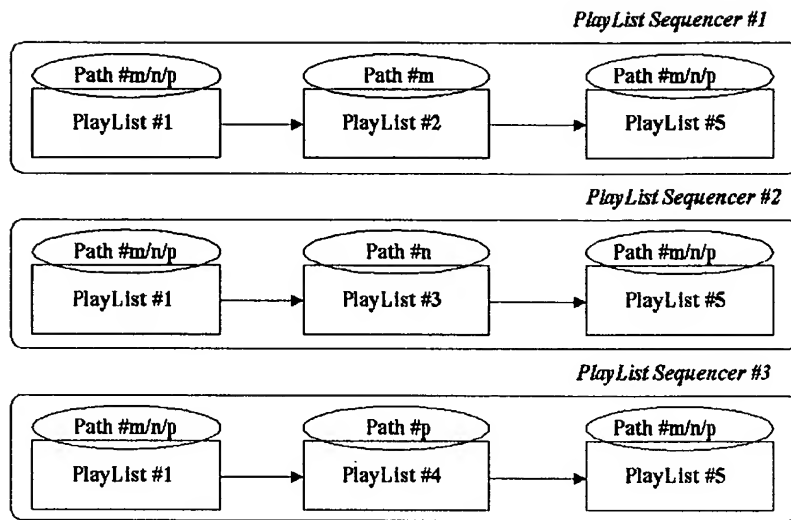 PlayList Sequencer #1
Path #m/n/p
Path #m
Path #m/n/p
PlayList #1
PlayList #2
PlayList #5
PlayList Sequencer #2
Path #m/n/p
Path #n
Path #m/n/p
PlayList #1
PlayList #3
PlayList #5
PlayList Sequencer #3
Path #m/n/p
Path #p
Path #m/n/p
PlayList #1
PlayList #4
PlayList #5